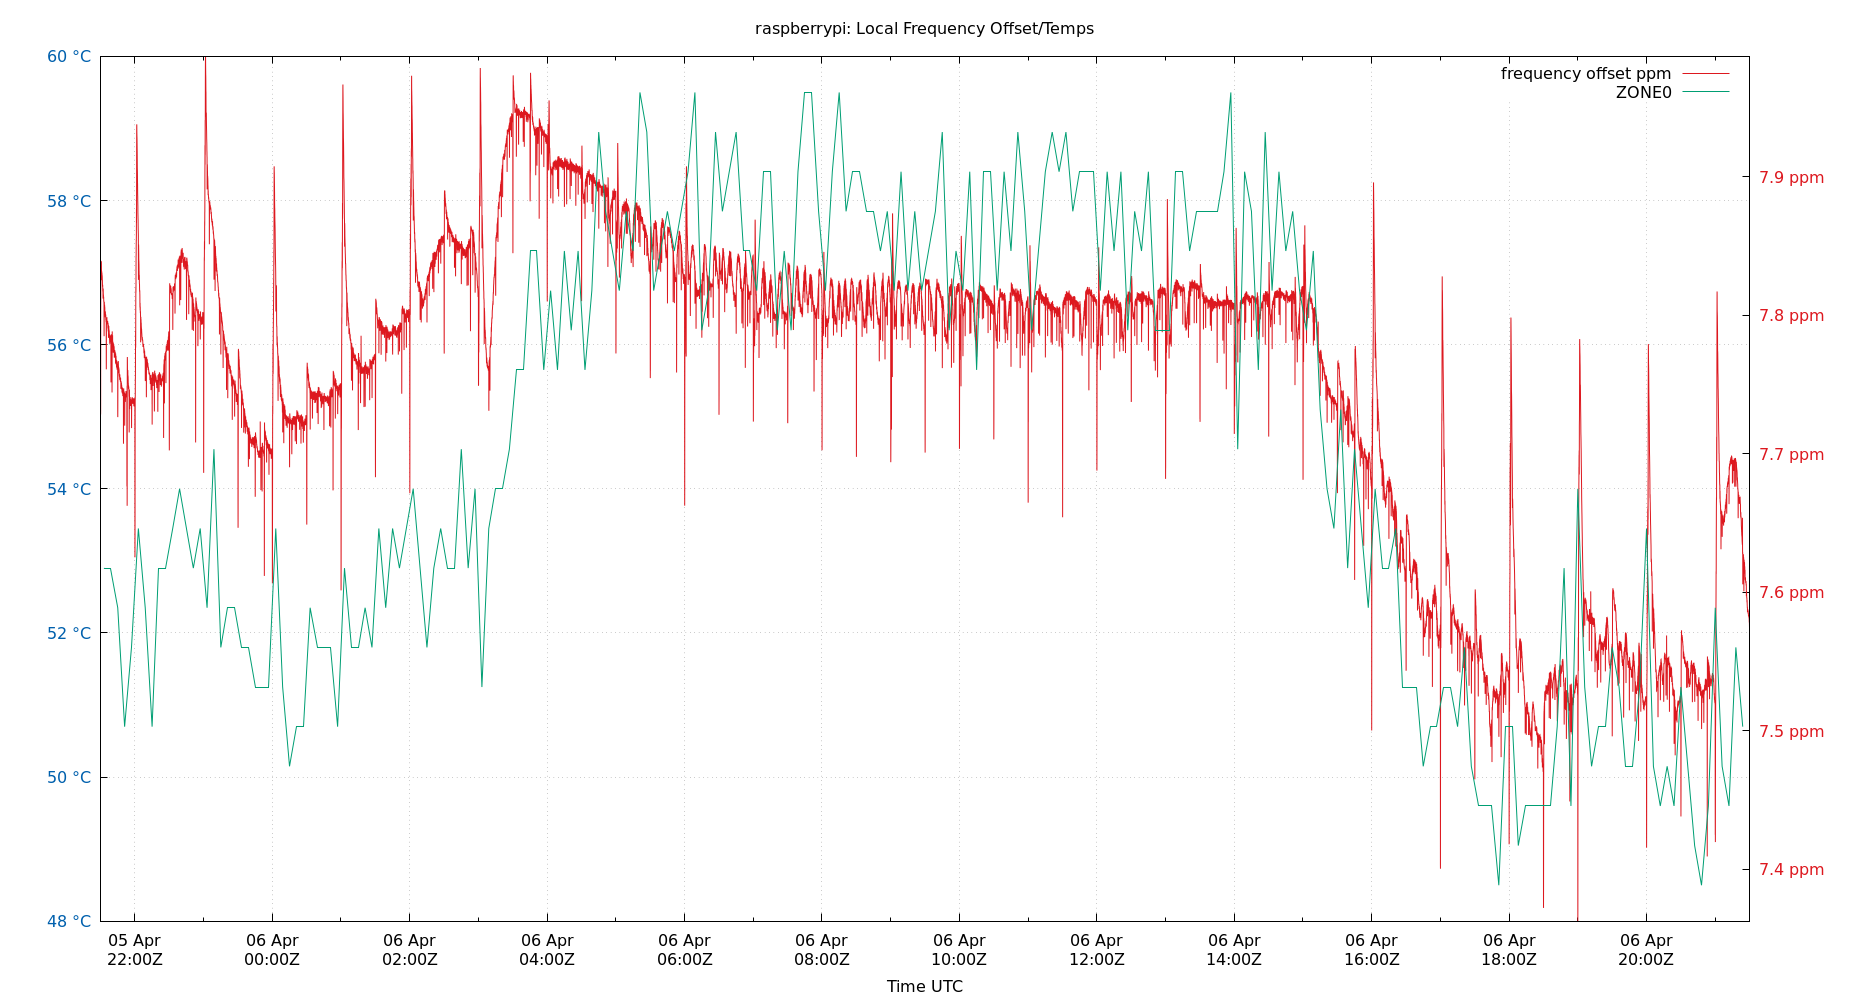 raspberrypi: Local Frequency Offset/Temps
frequency offset ppm
ZONE0
60 °C
58 °C
56 °C
54 °C
52 °C
50 °C
48 °C
7.9 ppm
7.8 ppm
7.7 ppm
7.6 ppm
7.5 ppm
7.4 ppm
05 Apr 06 Apr 06 Apr 06 Apr 06 Apr 06 Apr 06 Apr 06 Apr 06 Apr 06 Apr 06 Apr 06 Apr
22:00Z 00:00Z 02:00Z 04:00Z 06:00Z 08:00Z 10:00Z 12:00Z 14:00Z 16:00Z 18:00Z 20:00Z
Time UTC